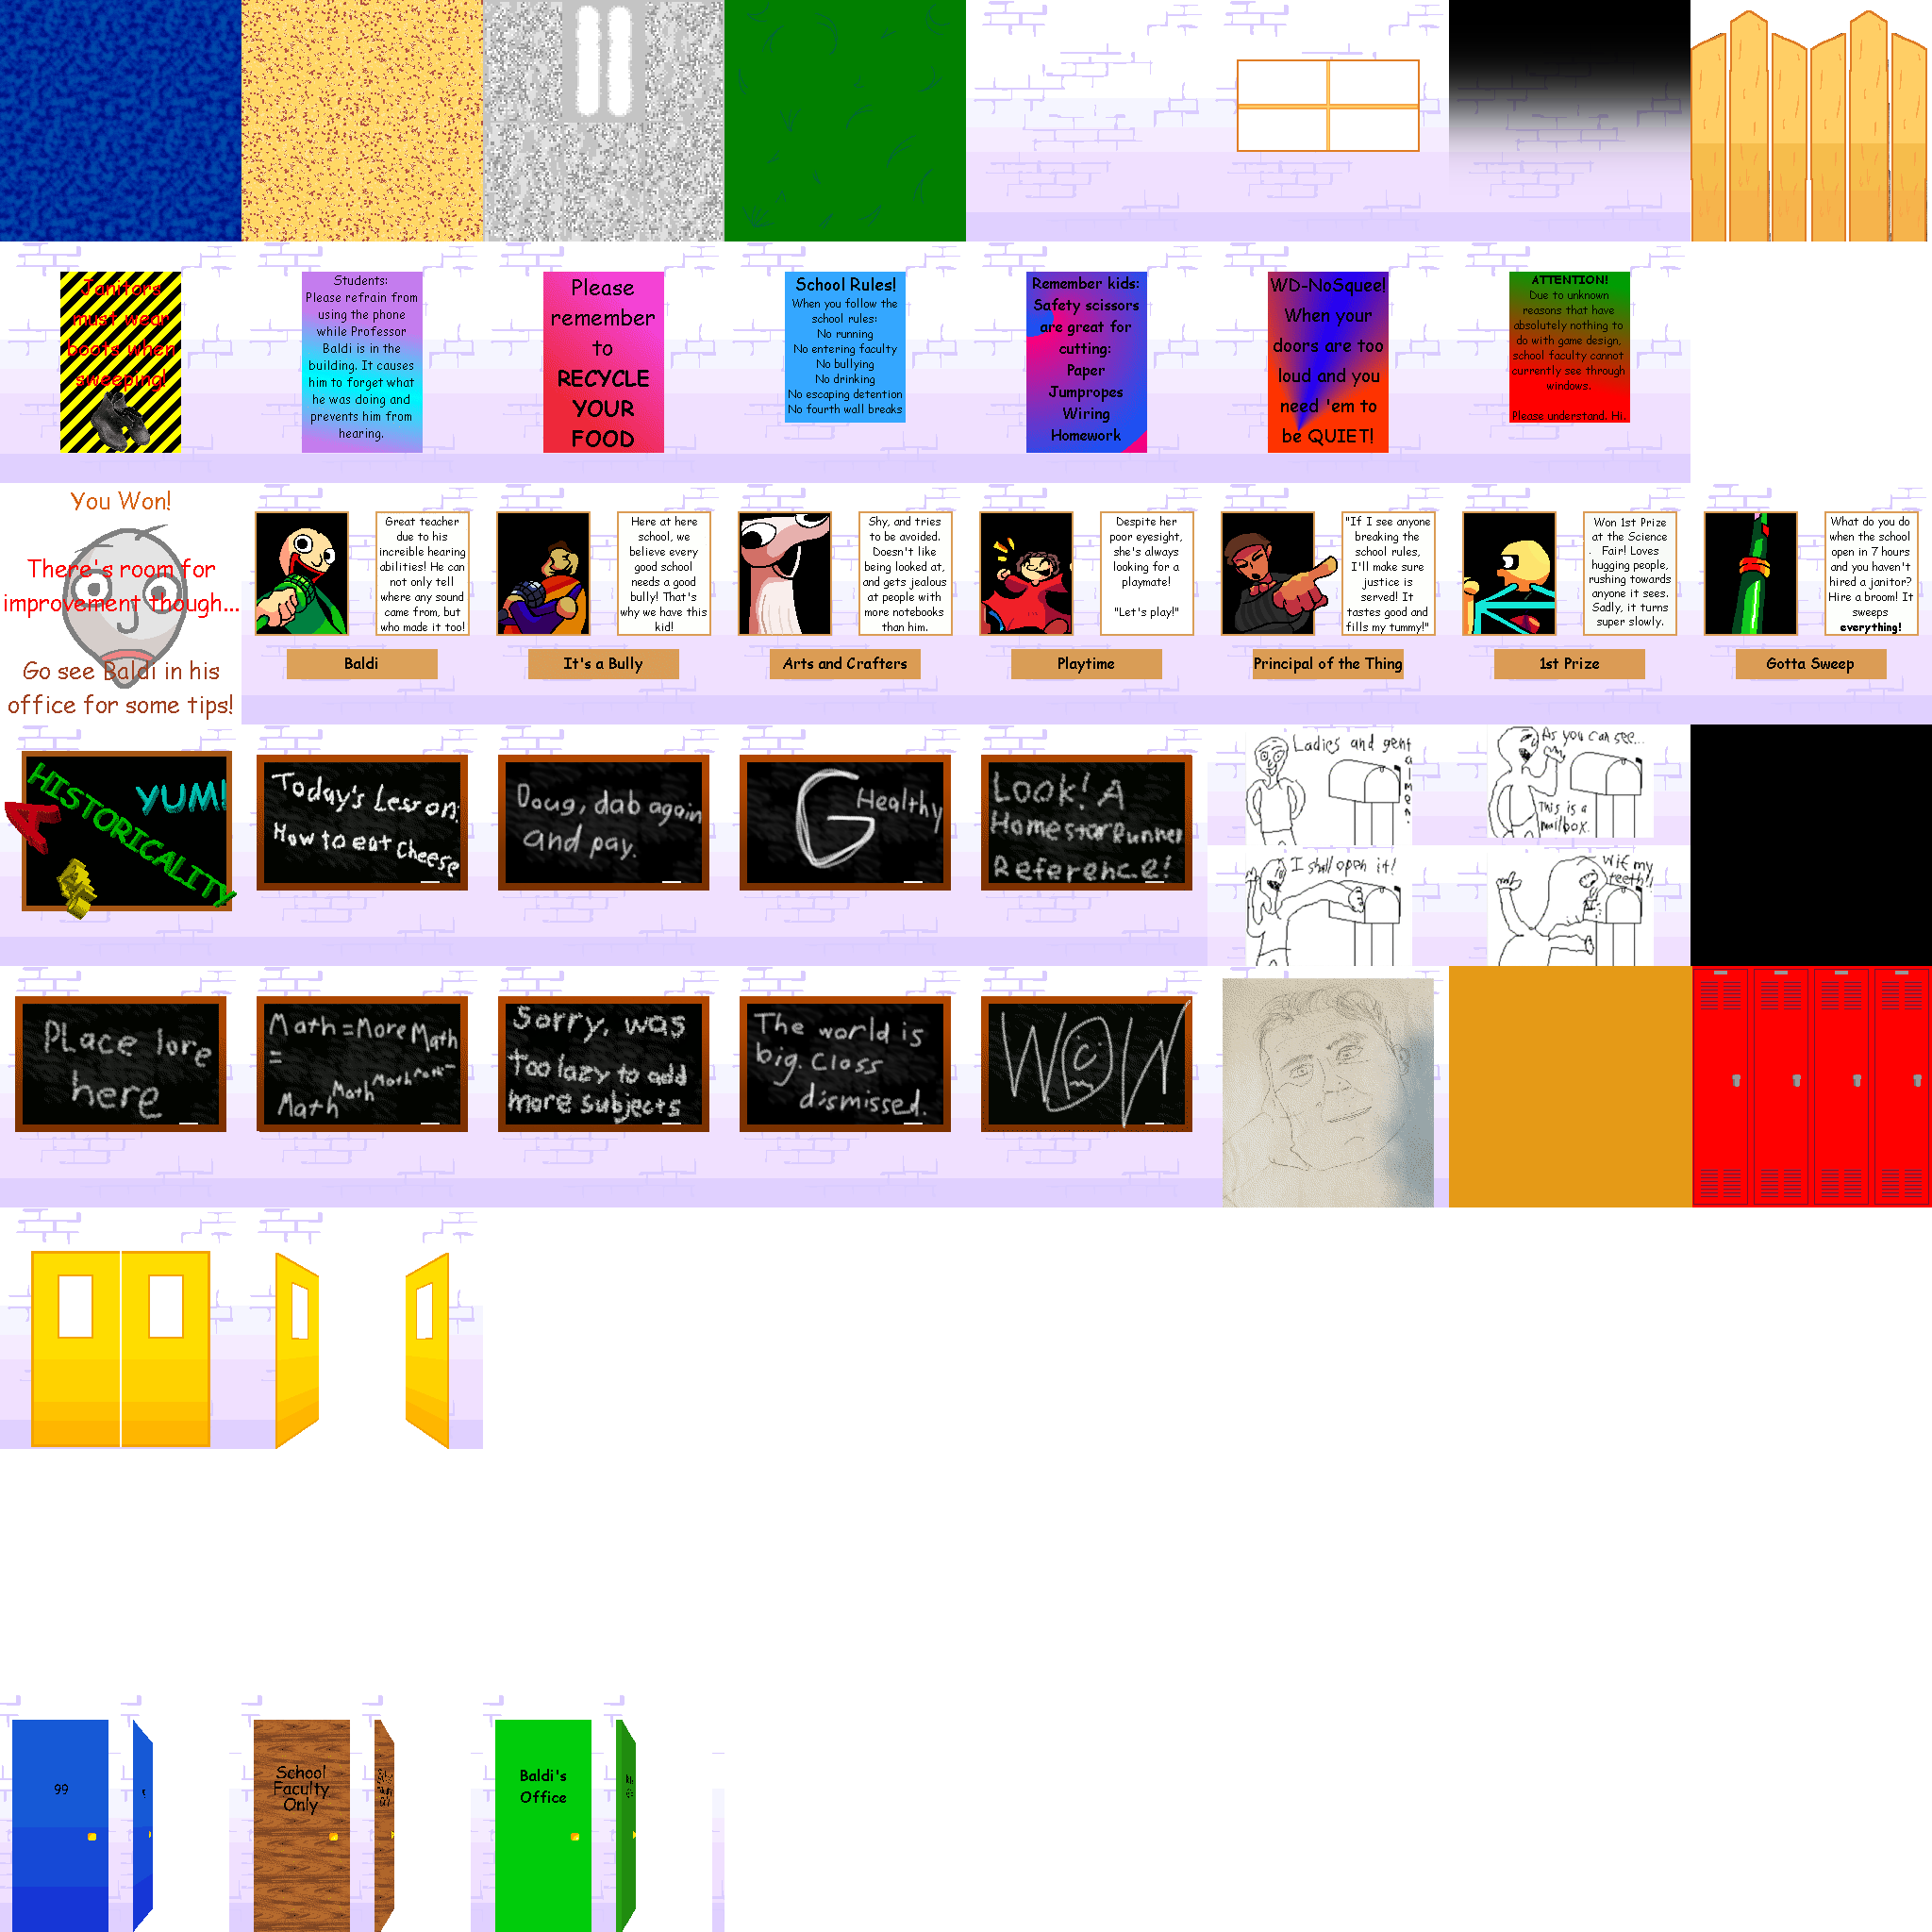 Janitors
must wear
boots when
sweeping!
Students:
Please refrain from
using the phone
while Professor
Baldi is in the
building. It causes
him to forget what
he was doing and
prevents him from
hearing.
Please
remember
to
RECYCLE
YOUR
FOOD
School Rules!
When you follow the
school rules:
No running
No entering faculty
No bullying
No drinking
No escaping detention
No fourth wall breaks
Remember kids:
Safety scissors
are great for
cutting:
Paper
Jumpropes
Wiring
Homework
WD-NoSquee!
When your
doors are too
loud and you
need 'em to
be QUIET!
ATTENTION!
Due to unknown
reasons that have
absolutely nothing to
do with game design,
school faculty cannot
currently see through
windows.
Please understand. Hi.
You Won!
There's room for
improvement though...
Go see Baldi in his
office for some tips!
Great teacher
due to his
increible hearing
abilities! He can
not only tell
where any sound
came from, but
who made it too!
Baldi
Here at here
school, we
believe every
good school
needs a good
bully! That's
why we have this
kid!
It's a Bully
Shy, and tries
to be avoided.
Doesn't like
being looked at,
and gets jealous
at people with
more notebooks
than him.
Arts and Crafters
Despite her
poor eyesight,
she's always
looking for a
playmate!
"Let's play!"
Playtime
"If I see anyone
breaking the
school rules,
I'll make sure
justice is
served! It
tastes good and
fills my tummy!"
Principal of the Thing
Won 1st Prize
at the Science
Fair! Loves
hugging people,
rushing towards
anyone it sees.
Sadly, it turns
super slowly.
1st Prize
What do you do
when the school
open in 7 hours
and you haven't
hired a janitor?
Hire a broom! It
sweeps
everything!
Gotta Sweep
A
HISTORICALITY
YUM!
Today's Lesson:
How to eat cheese
Doug, dab again
and pay.
G Healthy
Look! A
HomestarRunner
Reference!
Ladies and gentalmen.
As you can see...
This is a
mailbox.
I shall open it!
Wif my
teeth!!
Place lore
here
Math =More Math
=
Math Math Math Math=
Sorry, was
too lazy to add
more subjects
The world is
big. Class
dismissed.
WOW
99
School
Faculty
Only
Baldi's
Office